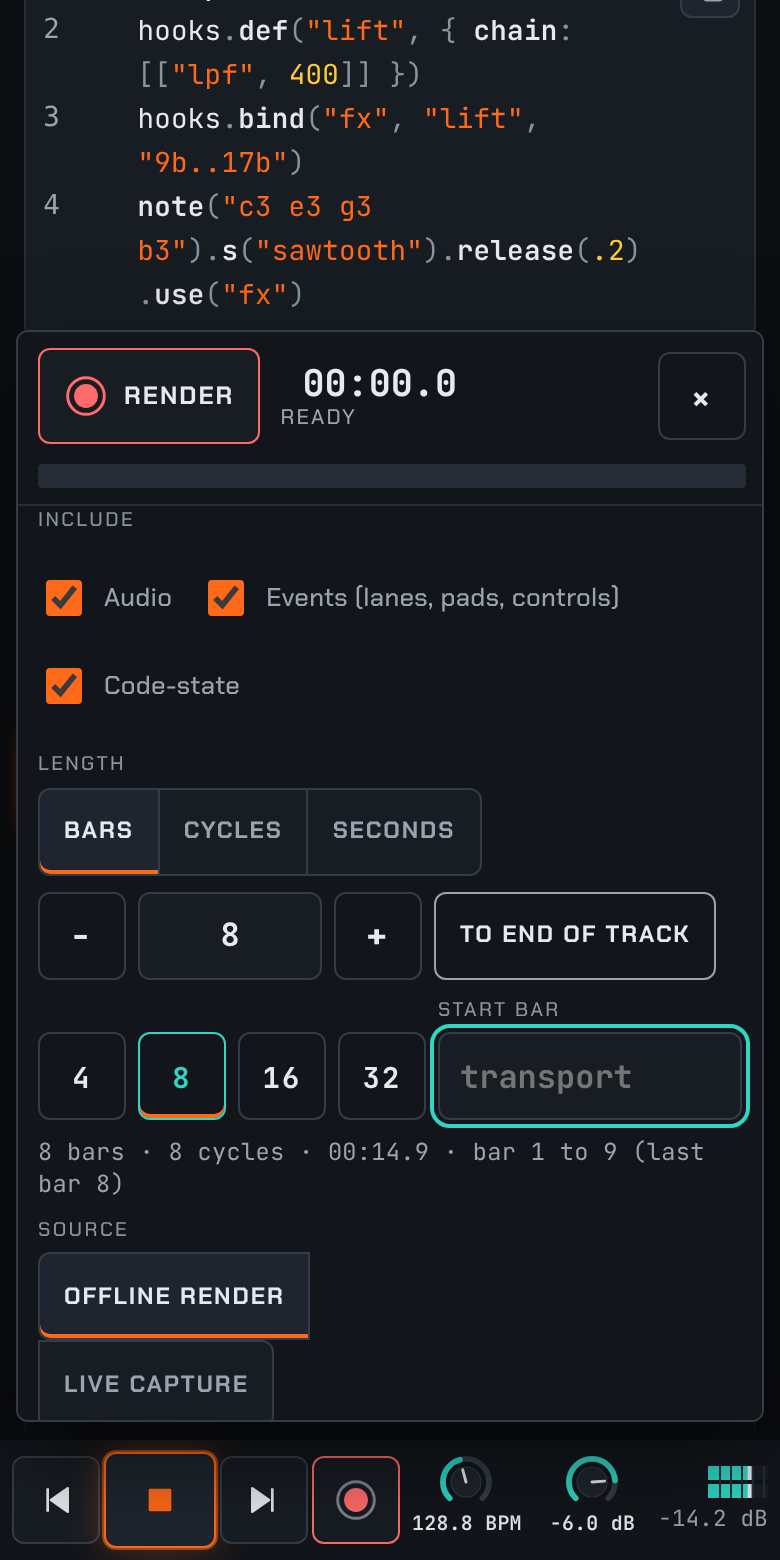 2 hooks.def("lift", { chain:
[["lpf", 400]] })
3 hooks.bind("fx", "lift",
"9b..17b")
4 note("c3 e3 g3
b3").s("sawtooth").release(.2)
.use("fx")
RENDER
00:00.0
READY
×
INCLUDE
Audio
Events (lanes, pads, controls)
Code-state
LENGTH
BARS CYCLES SECONDS
- 8 + TO END OF TRACK
START BAR
4 8 16 32 transport
8 bars · 8 cycles · 00:14.9 · bar 1 to 9 (last
bar 8)
SOURCE
OFFLINE RENDER
LIVE CAPTURE
128.8 BPM -6.0 dB -14.2 dB